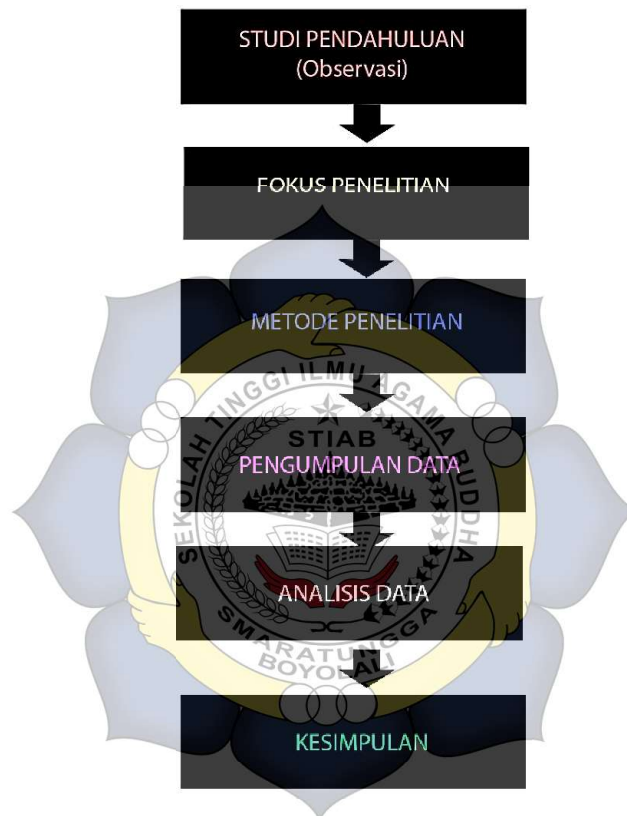 STUDI PENDAHULUAN
(Observasi)
FOKUS PENELITIAN
METODE PENELITIAN
SEKOLAH TINGGI ILMU AGAMA BUDDHA
STIAB
PENGUMPULAN DATA
ANALISIS DATA
SMARATUNGGA
BOYOLALI
KESIMPULAN